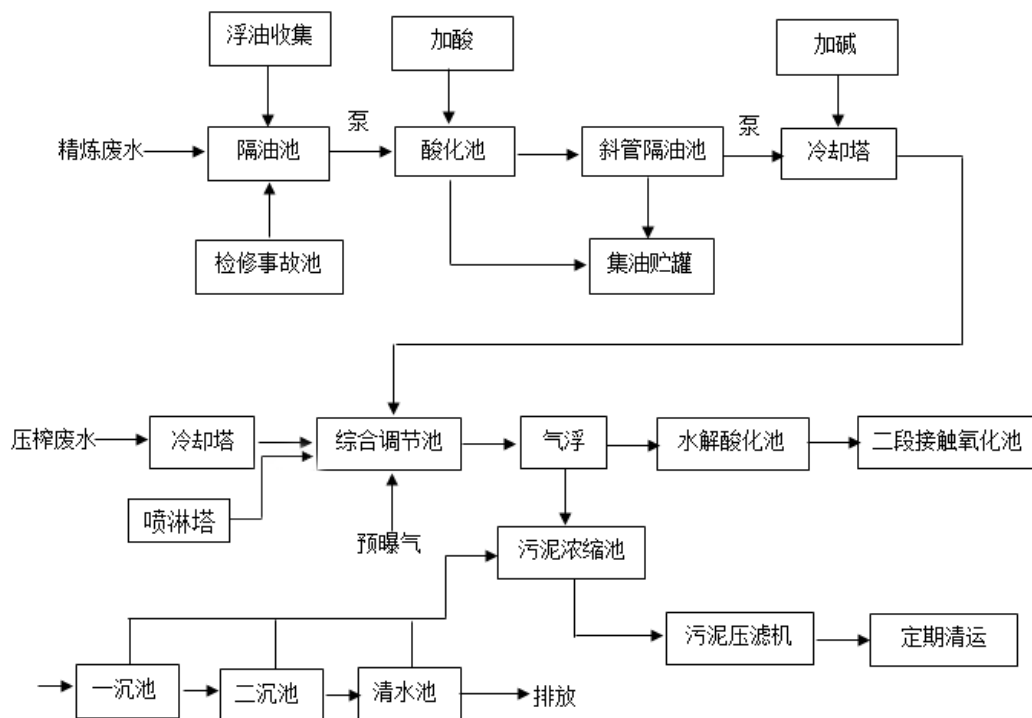 浮油收集
加酸
加碱
泵
泵
精炼废水
隔油池
酸化池
斜管隔油池
冷却塔
检修事故池
集油贮罐
压榨废水
冷却塔
综合调节池
气浮
水解酸化池
二段接触氧化池
喷淋塔
预曝气
污泥浓缩池
污泥压滤机
定期清运
一沉池
二沉池
清水池
排放